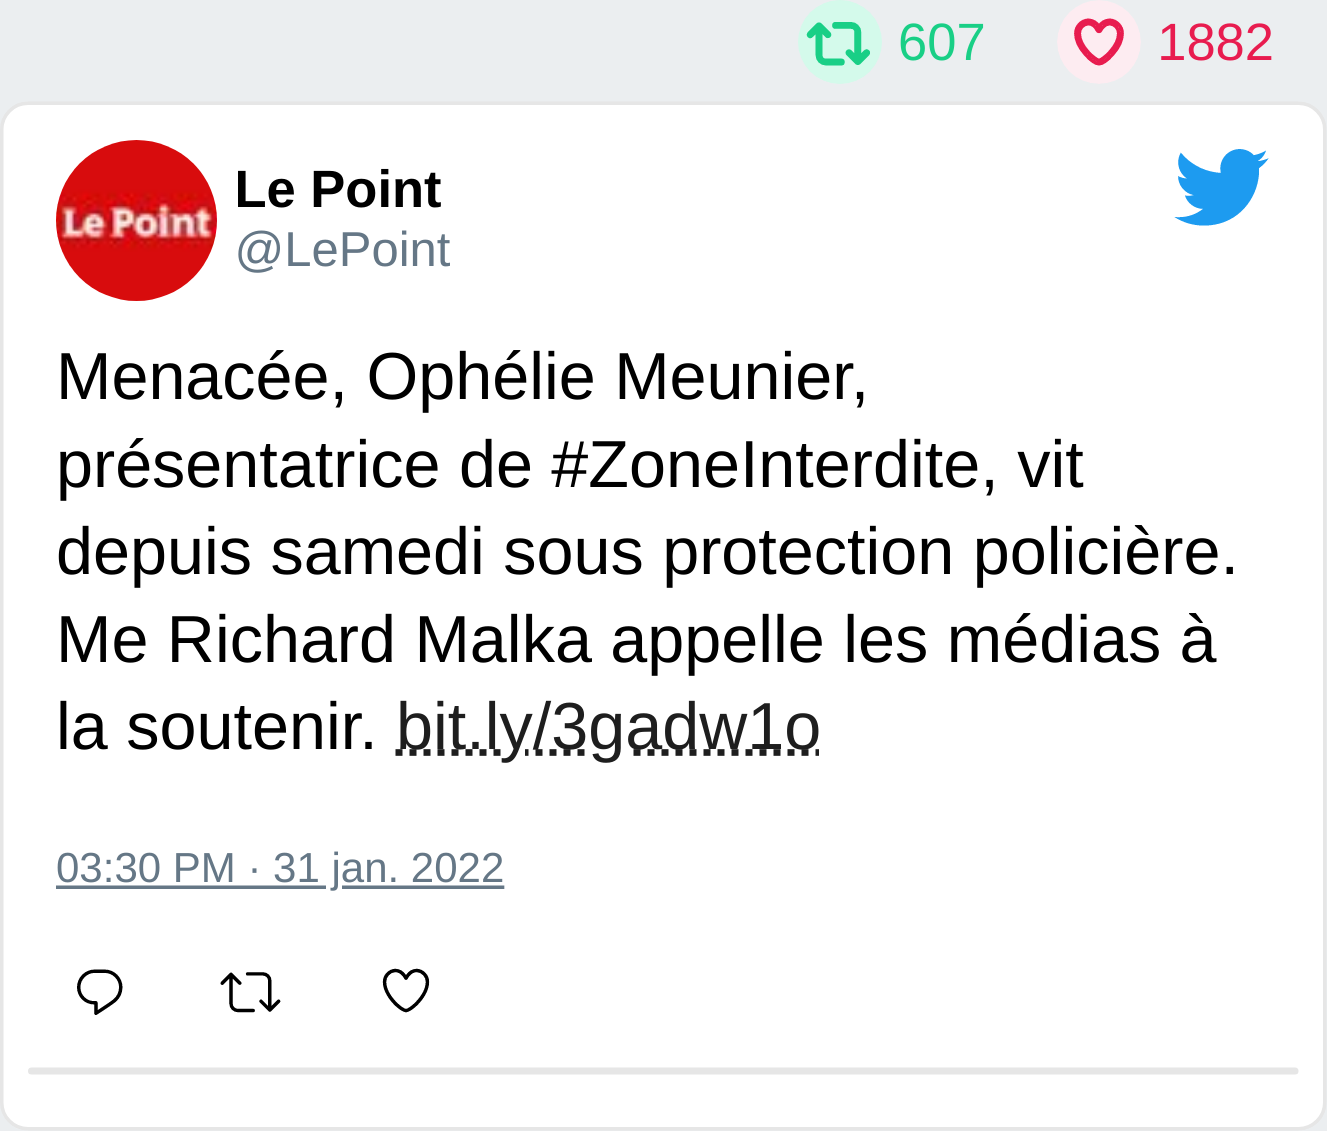 607 1882
Le Point
Le Point
@LePoint
Menacée, Ophélie Meunier,
présentatrice de #ZoneInterdite, vit
depuis samedi sous protection policière.
Me Richard Malka appelle les médias à
la soutenir. bit.ly/3gadw1o
03:30 PM · 31 jan. 2022